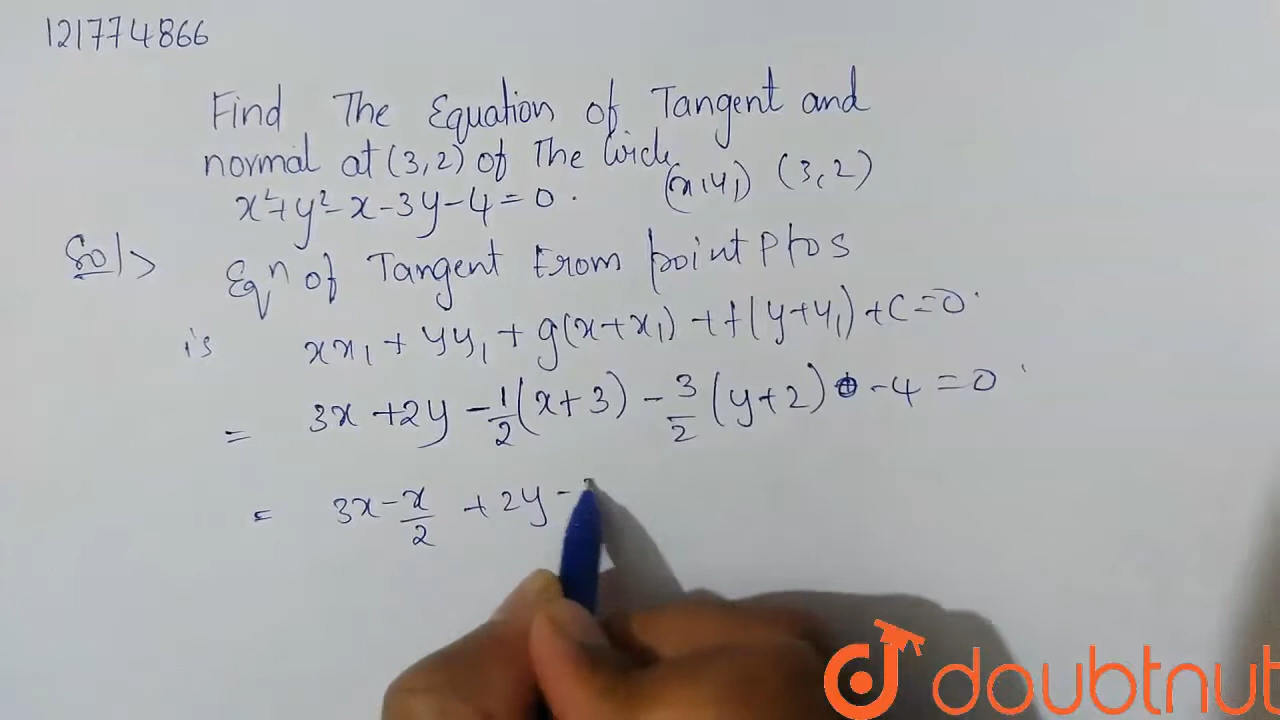 121774866
Find The Equation of Tangent and
normal at (3,2) of The Circle
x²+y²-x-3y-4=0. (x,y₁) (3,2)
Sol> Eqⁿ of Tangent from point P to S
is xx₁ + yy₁ + g(x+x₁) + f(y+y₁) + C=0.
= 3x +2y -1/2(x+3) -3/2(y+2) -4 =0
= 3x - x/2 + 2y -
doubtnut